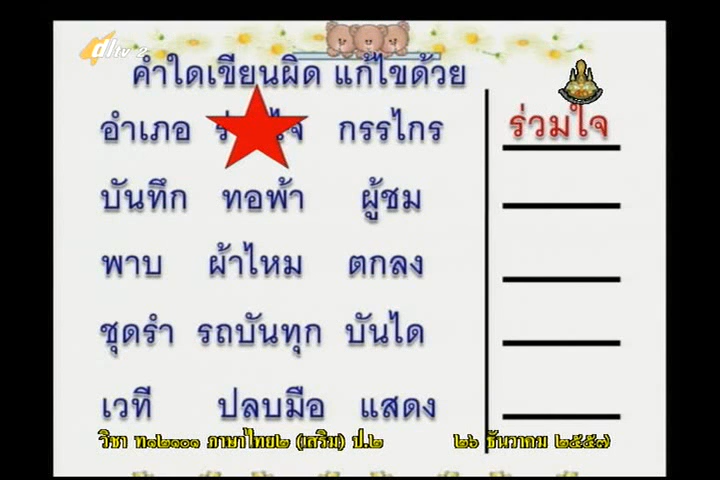 dltv 2
คำใดเขียนผิด แก้ไขด้วย
อำเภอ กรรไกร ร่วมใจ
บันทึก ทอพ้า ผู้ชม
พาบ ผ้าไหม ตกลง
ชุดรำ รถบันทุก บันได
เวที ปลบมือ แสดง
วิชา ท๑๒๑๐๑ ภาษาไทย๒ (เสริม) ป.๒ ๒๖ ธันวาคม ๒๕๕๗